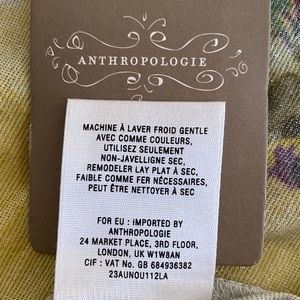 ANTHROPOLOGIE
MACHINE À LAVER FROID GENTLE
AVEC COMME COULEURS,
UTILISEZ SEULEMENT
NON-JAVELLIGNE SEC,
REMODELER LAY PLAT À SEC,
FAIBLE COMME FER NÉCESSAIRES,
PEUT ÊTRE NETTOYER À SEC
FOR EU : IMPORTED BY
ANTHROPOLOGIE
24 MARKET PLACE, 3RD FLOOR,
LONDON, UK W1W8AN
CIF : VAT No. GB 684936382
23AUNOU112LA